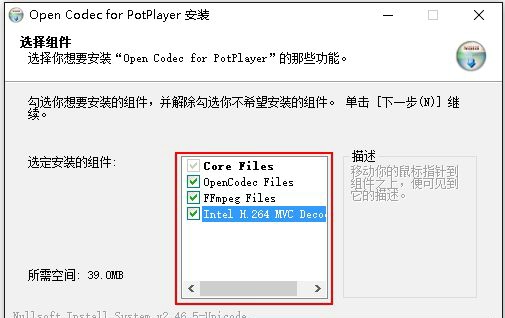 Open Codec for PotPlayer 安装
选择组件
选择你想要安装“Open Codec for PotPlayer”的那些功能。
勾选你想要安装的组件，并解除勾选你不希望安装的组件。 单击 [下一步(N)] 继
续。
选定安装的组件:
Core Files
OpenCodec Files
FFmpeg Files
Intel H.264 MVC Deco
描述
移动你的鼠标指针到
组件之上，便可见到
它的描述。
所需空间: 39.0MB
Nullsoft Install System v2.46.5-Unicode